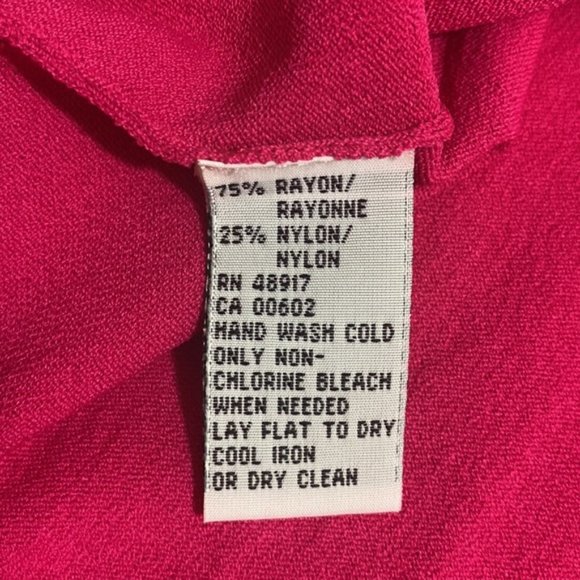 75% RAYON/
RAYONNE
25% NYLON/
NYLON
RN 48917
CA 00602
HAND WASH COLD
ONLY NON-
CHLORINE BLEACH
WHEN NEEDED
LAY FLAT TO DRY
COOL IRON
OR DRY CLEAN